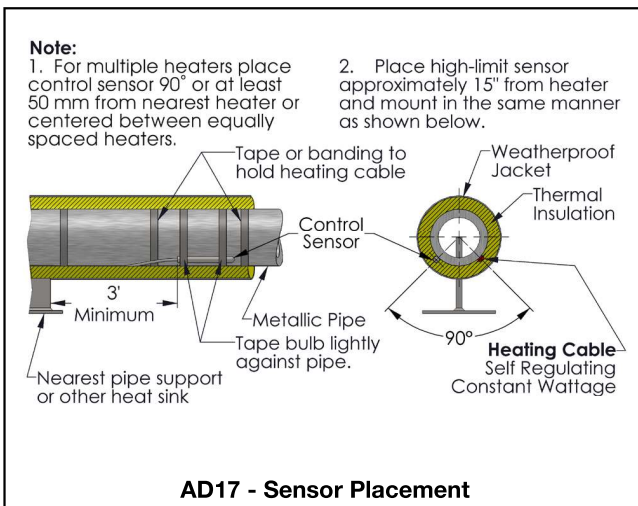 Note:
1. For multiple heaters place
control sensor 90° or at least
50 mm from nearest heater or
centered between equally
spaced heaters.
2. Place high-limit sensor
approximately 15" from heater
and mount in the same manner
as shown below.
Tape or banding to
hold heating cable
Weatherproof
Jacket
Thermal
Insulation
Control
Sensor
3'
Minimum
Metallic Pipe
Tape bulb lightly
against pipe.
Nearest pipe support
or other heat sink
90°
Heating Cable
Self Regulating
Constant Wattage
AD17 - Sensor Placement